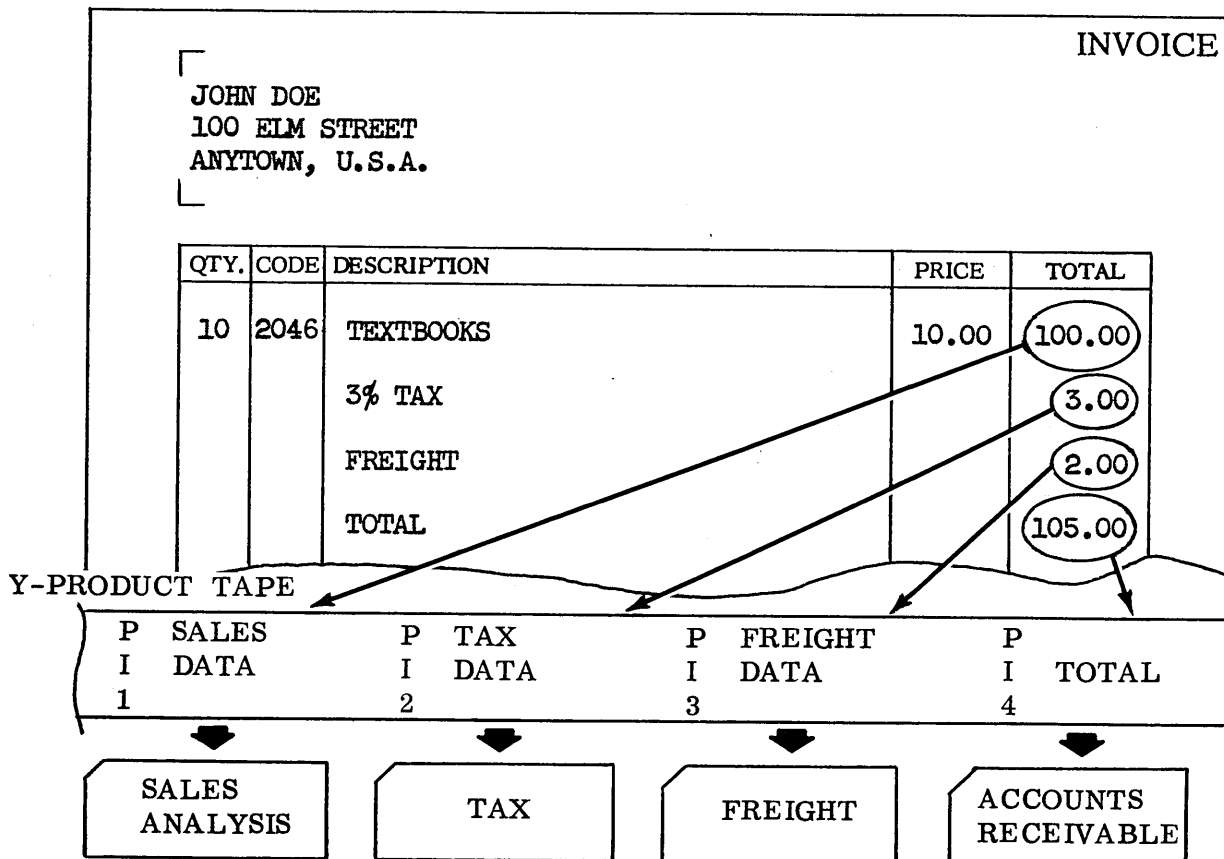 INVOICE
JOHN DOE
100 ELM STREET
ANYTOWN, U.S.A.
QTY. CODE DESCRIPTION PRICE TOTAL
10 2046 TEXTBOOKS 10.00 100.00
3% TAX 3.00
FREIGHT 2.00
TOTAL 105.00
Y-PRODUCT TAPE
P SALES P TAX P FREIGHT P
I DATA I DATA I DATA I TOTAL
1 2 3 4
SALES TAX FREIGHT ACCOUNTS
ANALYSIS RECEIVABLE